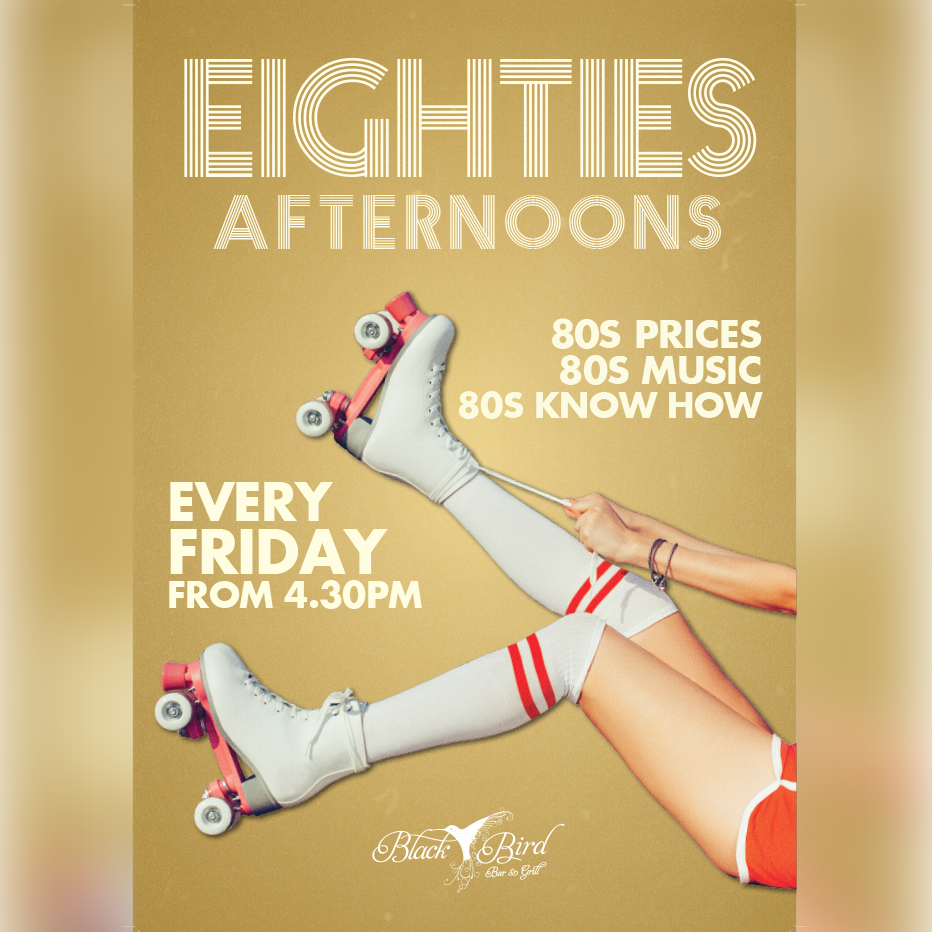 EIGHTIES
AFTERNOONS
80S PRICES
80S MUSIC
80S KNOW HOW
EVERY
FRIDAY
FROM 4.30PM
Black Bird
Bar & Grill